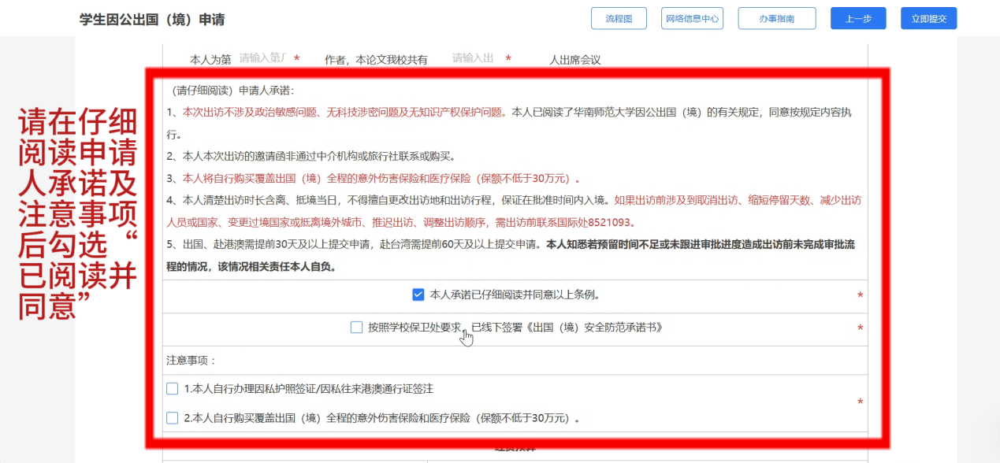 学生因公出国（境）申请
流程图
网络信息中心
办事指南
上一步
立即提交
本人为第 请输入第 * 作者，本论文我校共有 请输入出 * 人出席会议
（请仔细阅读）申请人承诺：
1、本次出访不涉及政治敏感问题、无科技涉密问题及无知识产权保护问题。本人已阅读了华南师范大学因公出国（境）的有关规定，同意按规定内容执
行。
2、本人本次出访的邀请函非通过中介机构或旅行社联系或购买。
3、本人将自行购买覆盖出国（境）全程的意外伤害保险和医疗保险（保额不低于30万元）。
4、本人清楚出访时长含离、抵境当日，不得擅自更改出访地和出访行程，保证在批准时间内入境。如果出访前涉及到取消出访、缩短停留天数、减少出访
人员或国家、变更过境国家或抵离境外城市、推迟出访、调整出访顺序，需出访前联系国际处8521093。
5、出国、赴港澳需提前30天及以上提交申请，赴台湾需提前60天及以上提交申请。本人知悉若预留时间不足或未跟进审批进度造成出访前未完成审批流
程的情况，该情况相关责任本人自负。
本人承诺已仔细阅读并同意以上条例。 *
按照学校保卫处要求，已线下签署《出国（境）安全防范承诺书》 *
注意事项：
1.本人自行办理因私护照签证/因私往来港澳通行证签注
*
2.本人自行购买覆盖出国（境）全程的意外伤害保险和医疗保险（保额不低于30万元）。
请在仔细
阅读申请
人承诺及
注意事项
后勾选“
已阅读并
同意”